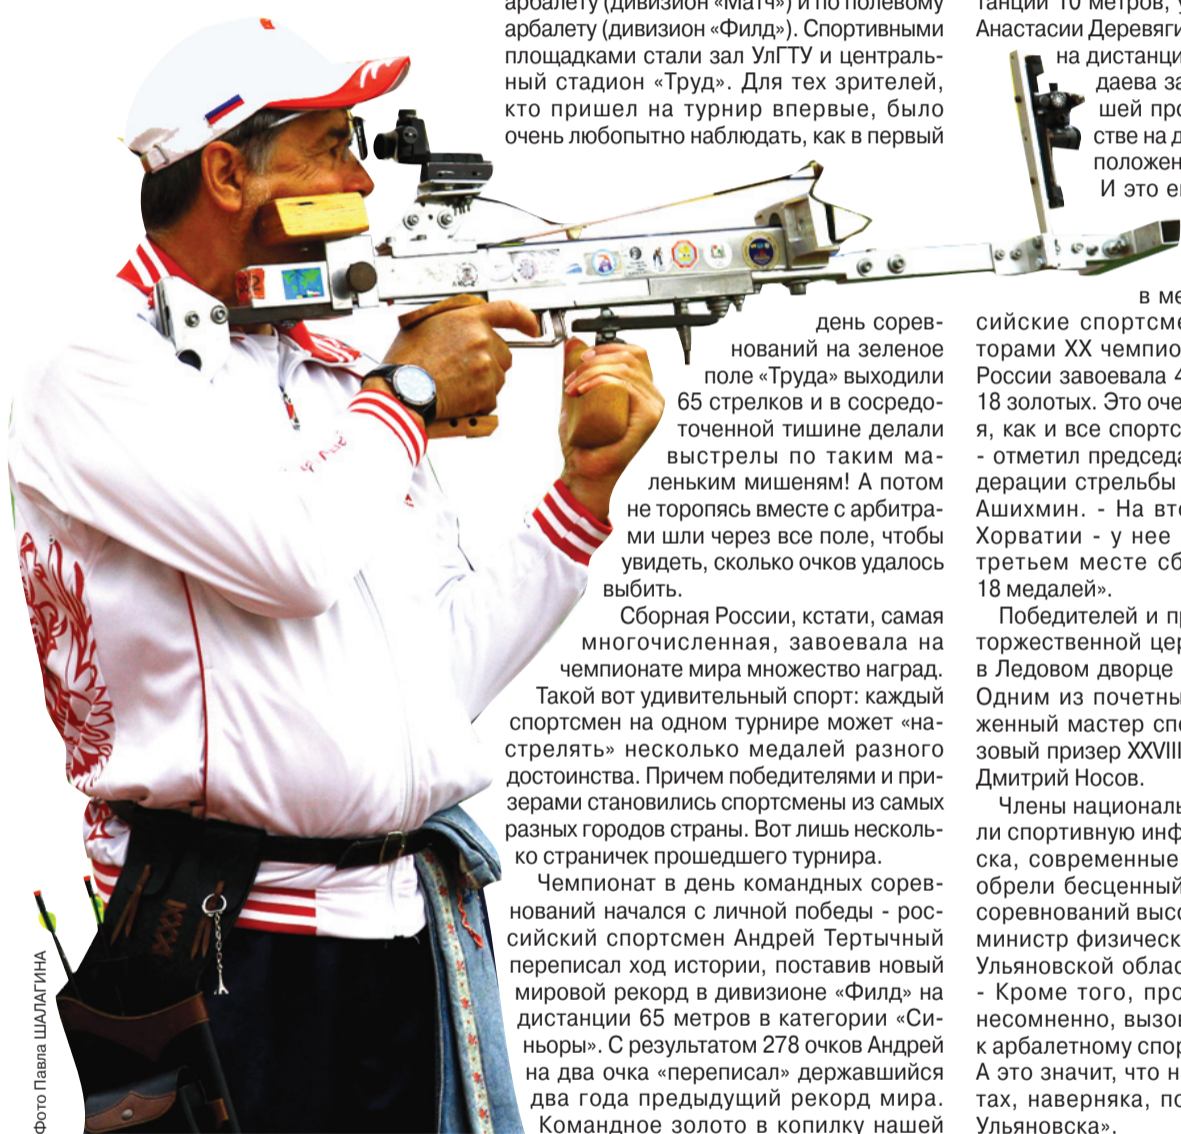 арбалету (дивизион «Матч») и по полевому
арбалету (дивизион «Филд»). Спортивными
площадками стали зал УлГТУ и централь-
ный стадион «Труд». Для тех зрителей,
кто пришел на турнир впервые, было
очень любопытно наблюдать, как в первый
день сорев-
нований на зеленое
поле «Труда» выходили
65 стрелков и в сосредо-
точенной тишине делали
выстрелы по таким ма-
леньким мишеням! А потом
не торопясь вместе с арбитра-
ми шли через все поле, чтобы
увидеть, сколько очков удалось
выбить.
Сборная России, кстати, самая
многочисленная, завоевала на
чемпионате мира множество наград.
Такой вот удивительный спорт: каждый
спортсмен на одном турнире может «на-
стрелять» несколько медалей разного
достоинства. Причем победителями и при-
зерами становились спортсмены из самых
разных городов страны. Вот лишь несколь-
ко страничек прошедшего турнира.
Чемпионат в день командных сорев-
нований начался с личной победы - рос-
сийский спортсмен Андрей Тертычный
переписал ход истории, поставив новый
мировой рекорд в дивизионе «Филд» на
дистанции 65 метров в категории «Си-
ньоры». С результатом 278 очков Андрей
на два очка «переписал» державшийся
два года предыдущий рекорд мира.
Командное золото в копилку нашей
танции 10 метров, у
Анастасии Деревяги
на дистанци
даева за
шей про
стве на д
положен
И это е
в ме
сийские спортсме
торами XX чемпио
России завоевала 4
18 золотых. Это оче
я, как и все спортс
- отметил председа
дерации стрельбы
Ашихмин. - На вто
Хорватии - у нее
третьем месте сб
18 медалей».
Победителей и пр
торжественной цер
в Ледовом дворце
Одним из почетны
женный мастер спо
зовый призер XXVIII
Дмитрий Носов.
Члены националь
ли спортивную инф
ска, современные
обрели бесценный
соревнований высо
министр физическ
Ульяновской облас
- Кроме того, про
несомненно, вызов
к арбалетному спор
А это значит, что н
тах, наверняка, по
Ульяновска».
Фото Павла ШАЛАГИНА